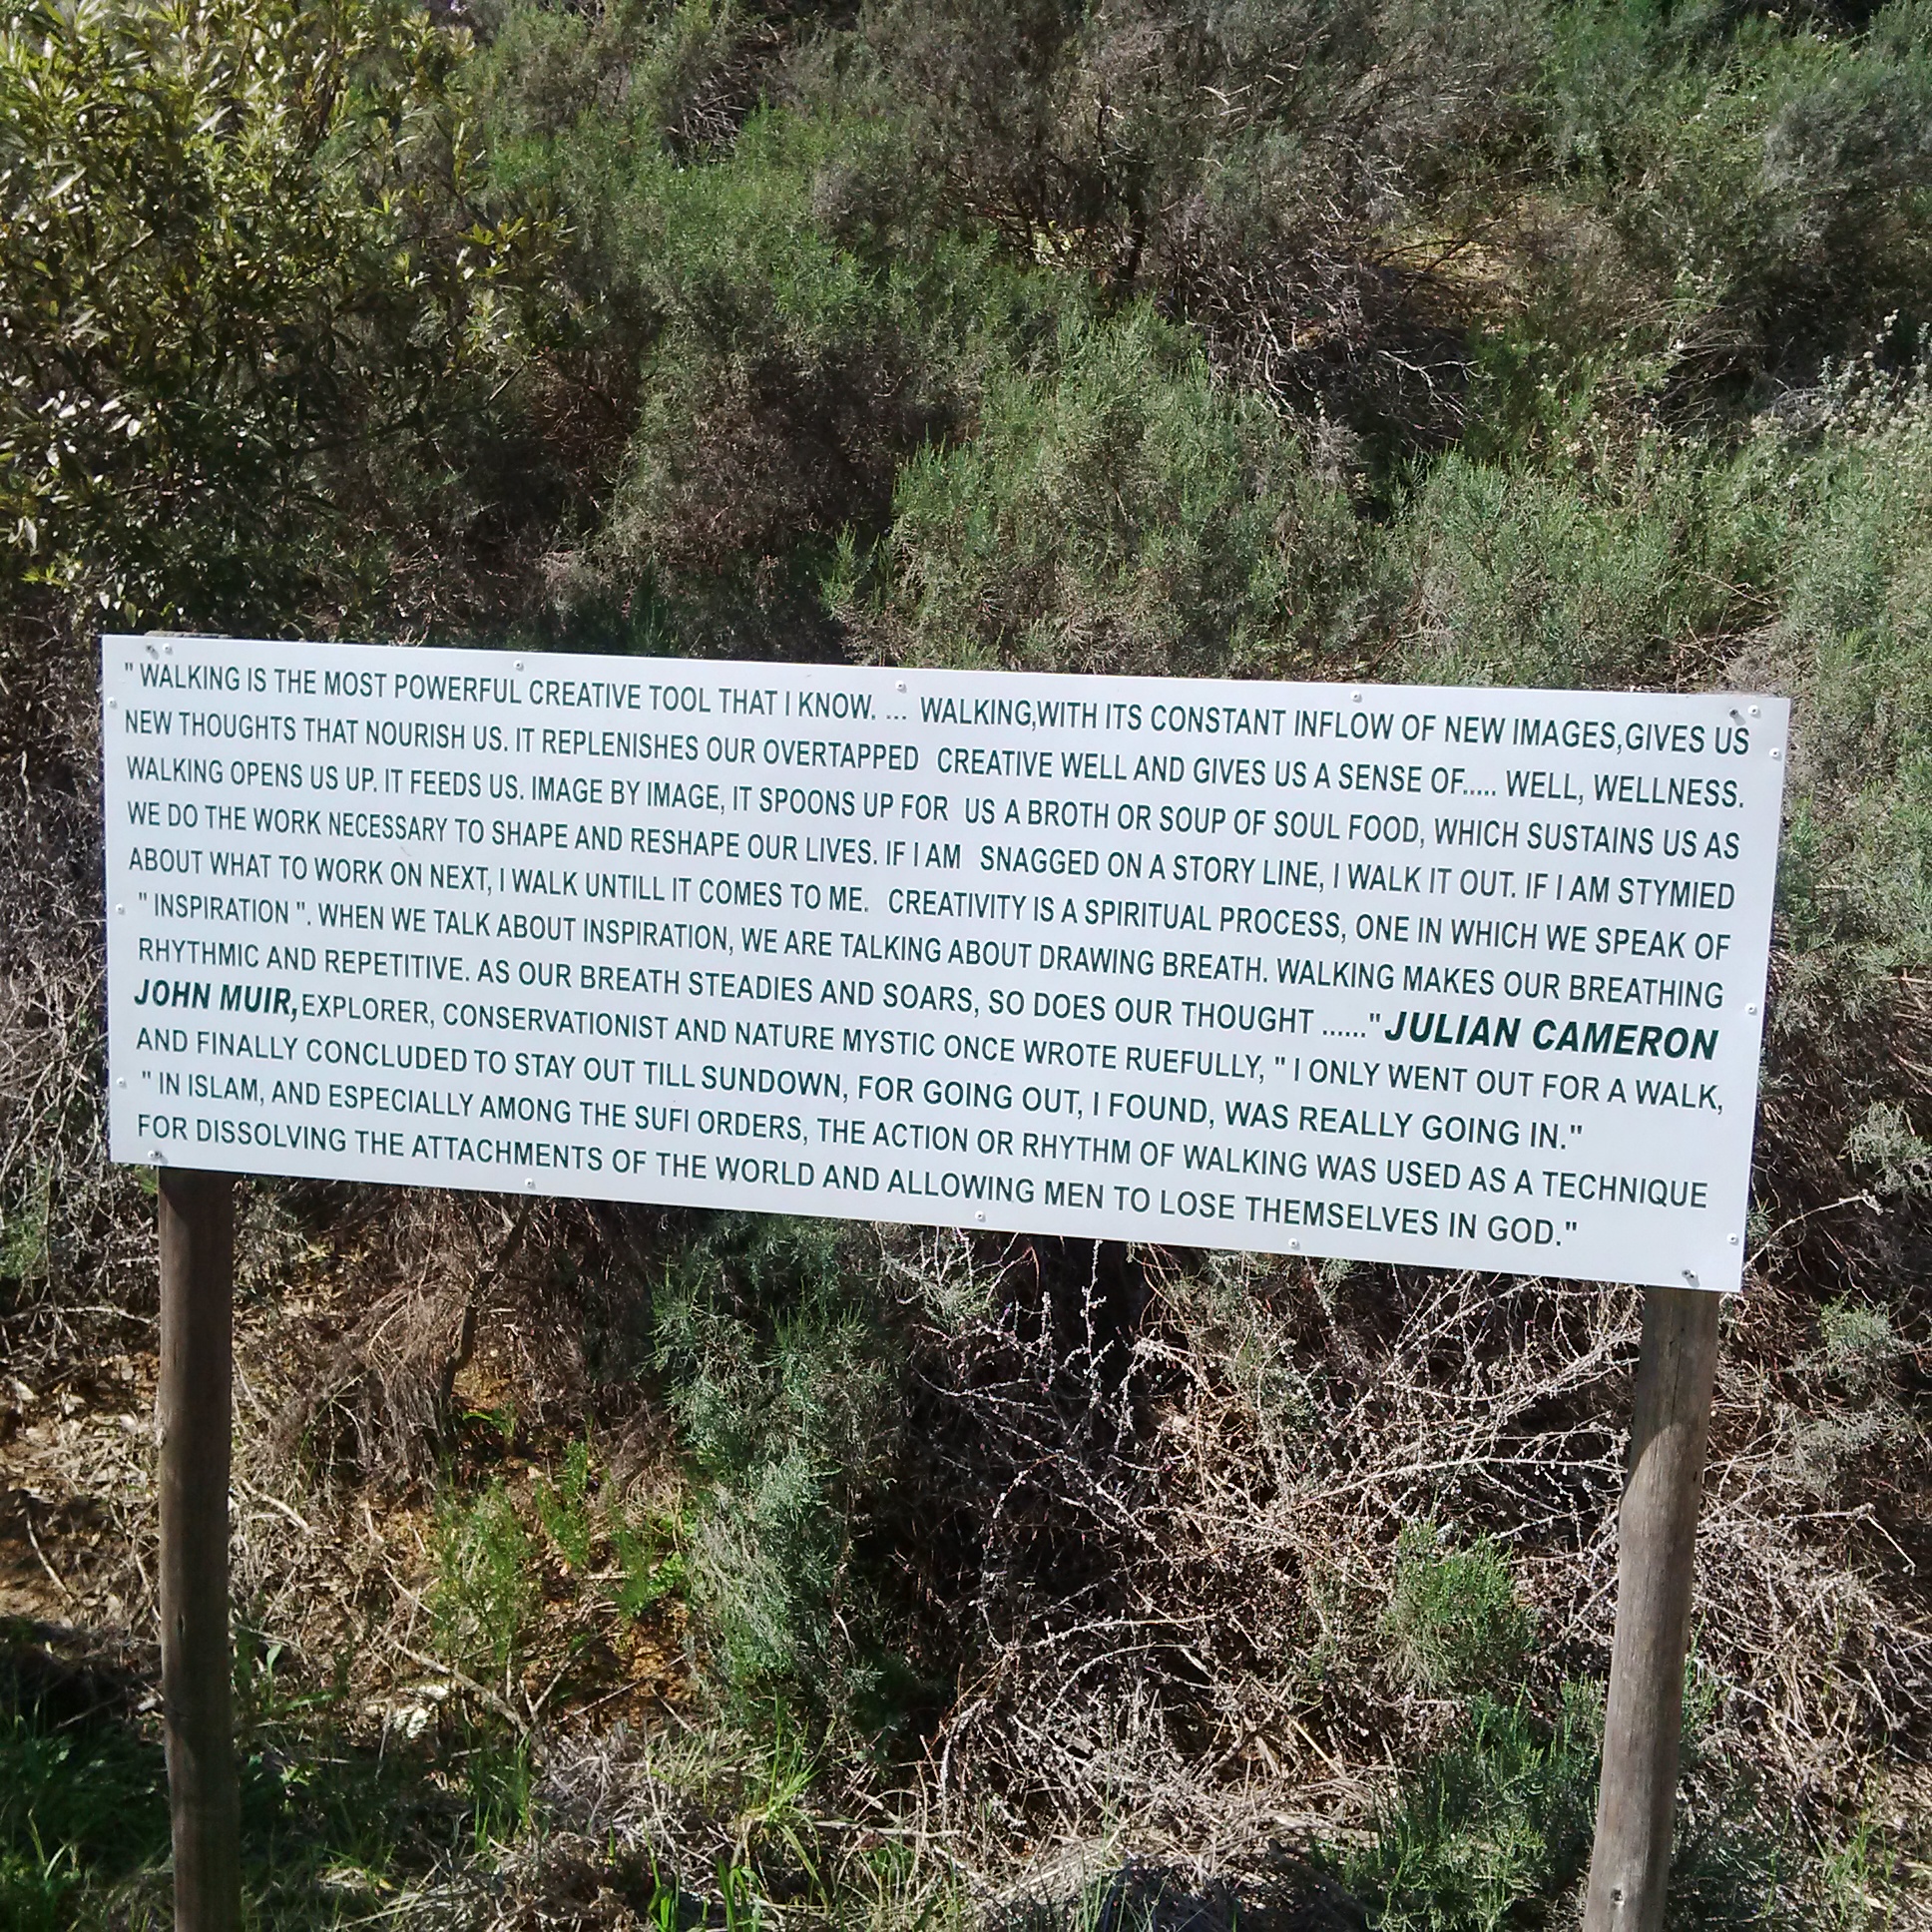 " WALKING IS THE MOST POWERFUL CREATIVE TOOL THAT I KNOW. ... WALKING,WITH ITS CONSTANT INFLOW OF NEW IMAGES,GIVES US
NEW THOUGHTS THAT NOURISH US. IT REPLENISHES OUR OVERTAPPED CREATIVE WELL AND GIVES US A SENSE OF..... WELL, WELLNESS.
WALKING OPENS US UP. IT FEEDS US. IMAGE BY IMAGE, IT SPOONS UP FOR US A BROTH OR SOUP OF SOUL FOOD, WHICH SUSTAINS US AS
WE DO THE WORK NECESSARY TO SHAPE AND RESHAPE OUR LIVES. IF I AM SNAGGED ON A STORY LINE, I WALK IT OUT. IF I AM STYMIED
ABOUT WHAT TO WORK ON NEXT, I WALK UNTILL IT COMES TO ME. CREATIVITY IS A SPIRITUAL PROCESS, ONE IN WHICH WE SPEAK OF
" INSPIRATION ". WHEN WE TALK ABOUT INSPIRATION, WE ARE TALKING ABOUT DRAWING BREATH. WALKING MAKES OUR BREATHING
RHYTHMIC AND REPETITIVE. AS OUR BREATH STEADIES AND SOARS, SO DOES OUR THOUGHT ......" JULIAN CAMERON
JOHN MUIR, EXPLORER, CONSERVATIONIST AND NATURE MYSTIC ONCE WROTE RUEFULLY, " I ONLY WENT OUT FOR A WALK,
AND FINALLY CONCLUDED TO STAY OUT TILL SUNDOWN, FOR GOING OUT, I FOUND, WAS REALLY GOING IN."
" IN ISLAM, AND ESPECIALLY AMONG THE SUFI ORDERS, THE ACTION OR RHYTHM OF WALKING WAS USED AS A TECHNIQUE
FOR DISSOLVING THE ATTACHMENTS OF THE WORLD AND ALLOWING MEN TO LOSE THEMSELVES IN GOD."